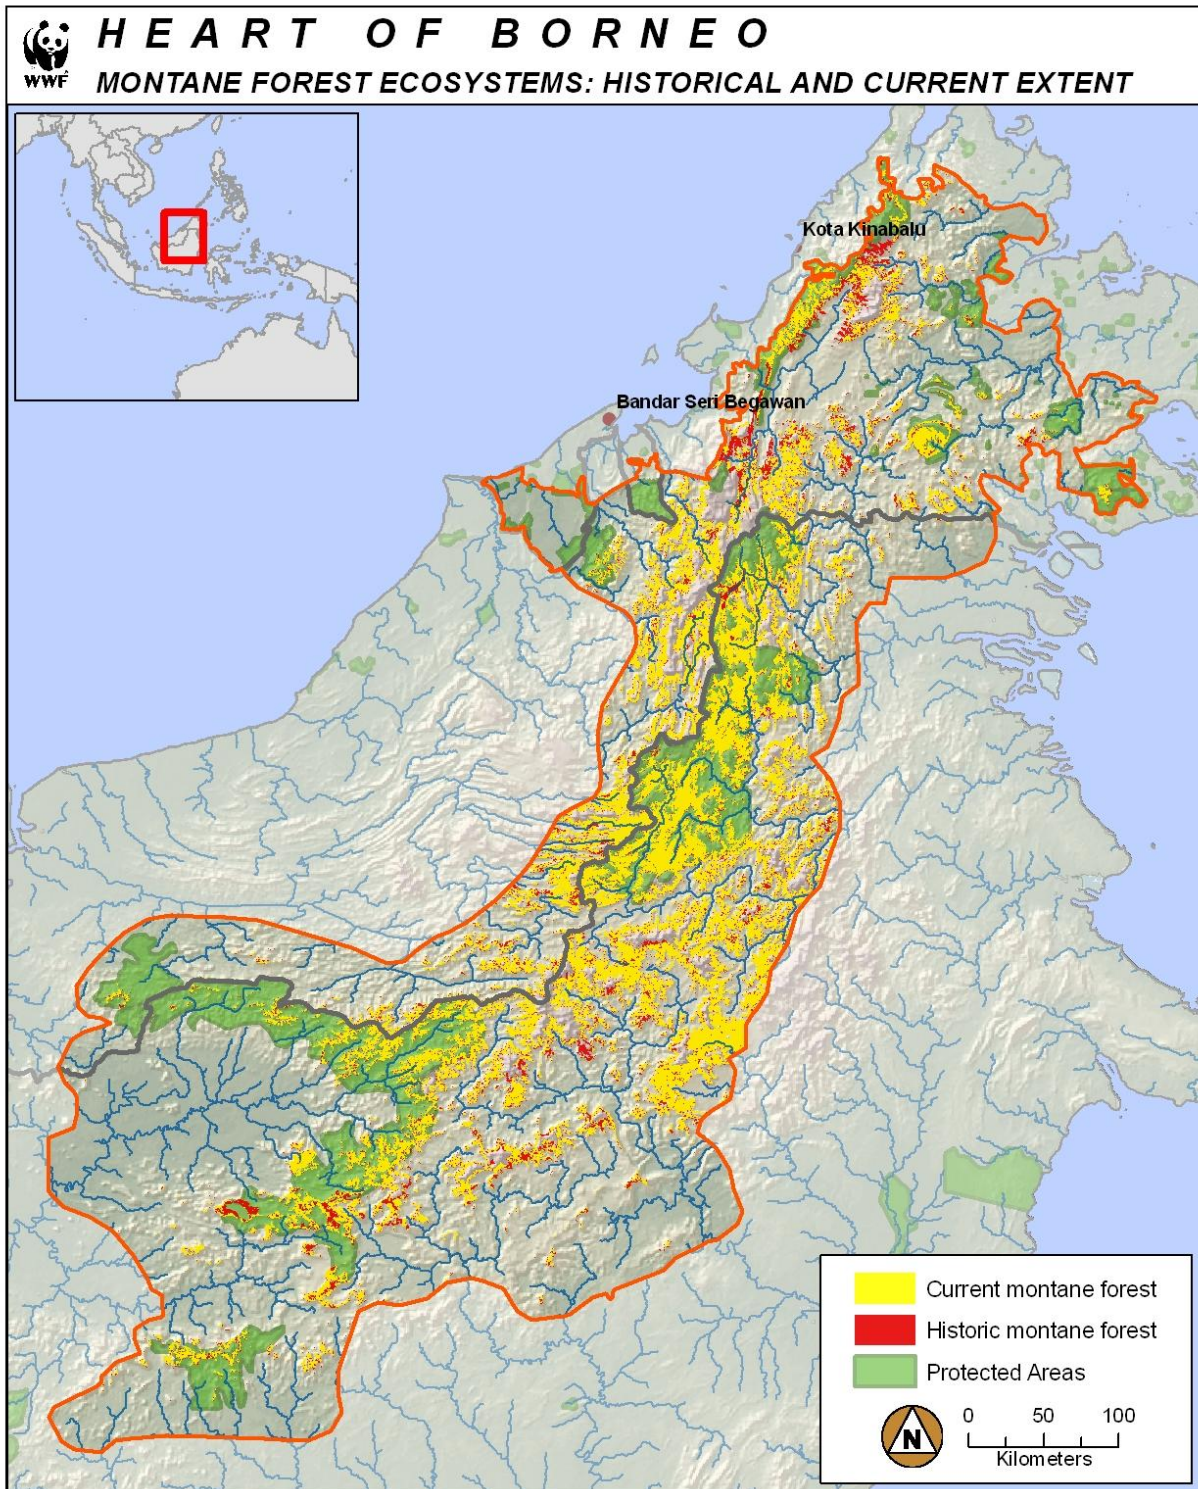 HEART OF BORNEO
WWF
MONTANE FOREST ECOSYSTEMS: HISTORICAL AND CURRENT EXTENT
Kota Kinabalu
Bandar Seri Begawan
Current montane forest
Historic montane forest
Protected Areas
N
0 50 100
Kilometers